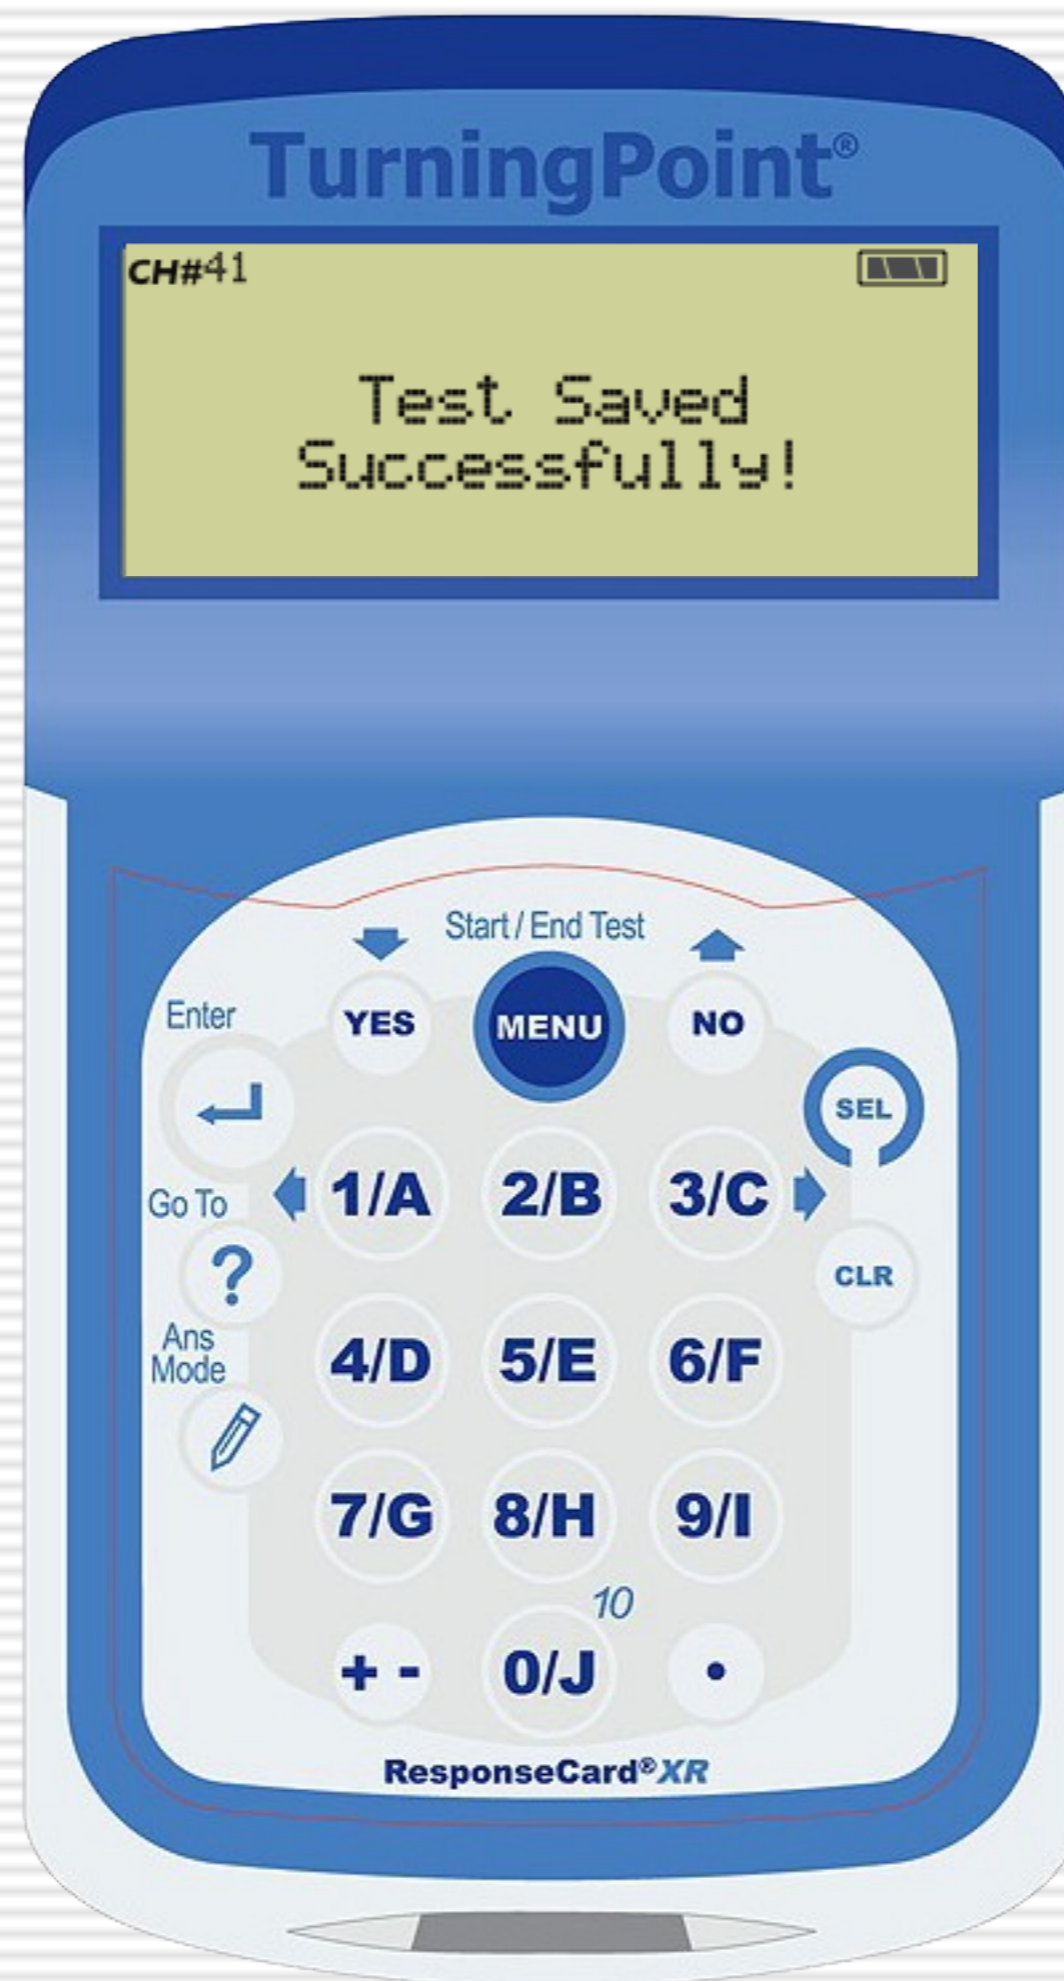 TurningPoint®
CH#41
Test Saved
Successfully!
Start / End Test
Enter
YES
MENU
NO
SEL
Go To
1/A
2/B
3/C
?
CLR
Ans
Mode
4/D
5/E
6/F
7/G
8/H
9/I
10
+ -
0/J
•
ResponseCard®XR